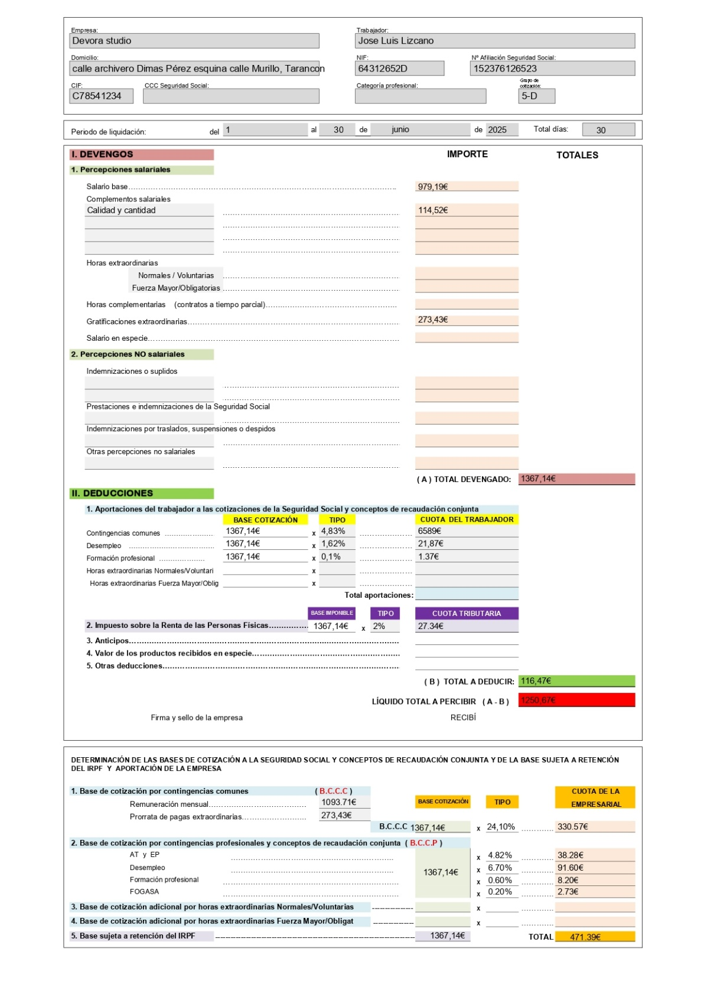 Empresa:
Trabajador:
Devora studio
Jose Luis Lizcano
Domicilio:
NIF:
Nº Afiliación Seguridad Social:
calle archivero Dimas Pérez esquina calle Murillo, Tarancon
64312652D
152376126523
CIF:
CCC Seguridad Social:
Categoría profesional:
Grupo de cotización:
C78541234
5-D
Periodo de liquidación: del 1 al 30 de junio de 2025 Total días: 30
I. DEVENGOS IMPORTE TOTALES
1. Percepciones salariales
Salario base 979,19€
Complementos salariales
Calidad y cantidad 114,52€
Horas extraordinarias
Normales / Voluntarias
Fuerza Mayor/Obligatorias
Horas complementarias (contratos a tiempo parcial)
Gratificaciones extraordinarias 273,43€
Salario en especie
2. Percepciones NO salariales
Indemnizaciones o suplidos
Prestaciones e indemnizaciones de la Seguridad Social
Indemnizaciones por traslados, suspensiones o despidos
Otras percepciones no salariales
( A ) TOTAL DEVENGADO: 1367,14€
II. DEDUCCIONES
1. Aportaciones del trabajador a las cotizaciones de la Seguridad Social y conceptos de recaudación conjunta
BASE COTIZACIÓN TIPO CUOTA DEL TRABAJADOR
Contingencias comunes 1367,14€ x 4,83% 6589€
Desempleo 1367,14€ x 1,62% 21,87€
Formación profesional 1367,14€ x 0,1% 1.37€
Horas extraordinarias Normales/Voluntari x
Horas extraordinarias Fuerza Mayor/Oblig x
Total aportaciones:
BASE IMPONIBLE TIPO CUOTA TRIBUTARIA
2. Impuesto sobre la Renta de las Personas Físicas 1367,14€ x 2% 27.34€
3. Anticipos
4. Valor de los productos recibidos en especie
5. Otras deducciones
( B ) TOTAL A DEDUCIR: 116,47€
LÍQUIDO TOTAL A PERCIBIR ( A - B ) 1250,67€
Firma y sello de la empresa RECIBÍ
DETERMINACIÓN DE LAS BASES DE COTIZACIÓN A LA SEGURIDAD SOCIAL Y CONCEPTOS DE RECAUDACIÓN CONJUNTA Y DE LA BASE SUJETA A RETENCIÓN
DEL IRPF Y APORTACIÓN DE LA EMPRESA
1. Base de cotización por contingencias comunes ( B.C.C.C ) CUOTA DE LA
Remuneración mensual 1093.71€ BASE COTIZACIÓN TIPO EMPRESARIAL
Prorrata de pagas extraordinarias 273,43€
B.C.C.C 1367,14€ x 24,10% 330.57€
2. Base de cotización por contingencias profesionales y conceptos de recaudación conjunta ( B.C.C.P )
AT y EP x 4.82% 38.28€
Desempleo 1367,14€ x 6.70% 91.60€
Formación profesional x 0.60% 8.20€
FOGASA x 0.20% 2.73€
3. Base de cotización adicional por horas extraordinarias Normales/Voluntarias x
4. Base de cotización adicional por horas extraordinarias Fuerza Mayor/Obligat x
5. Base sujeta a retención del IRPF 1367,14€ TOTAL 471.39€